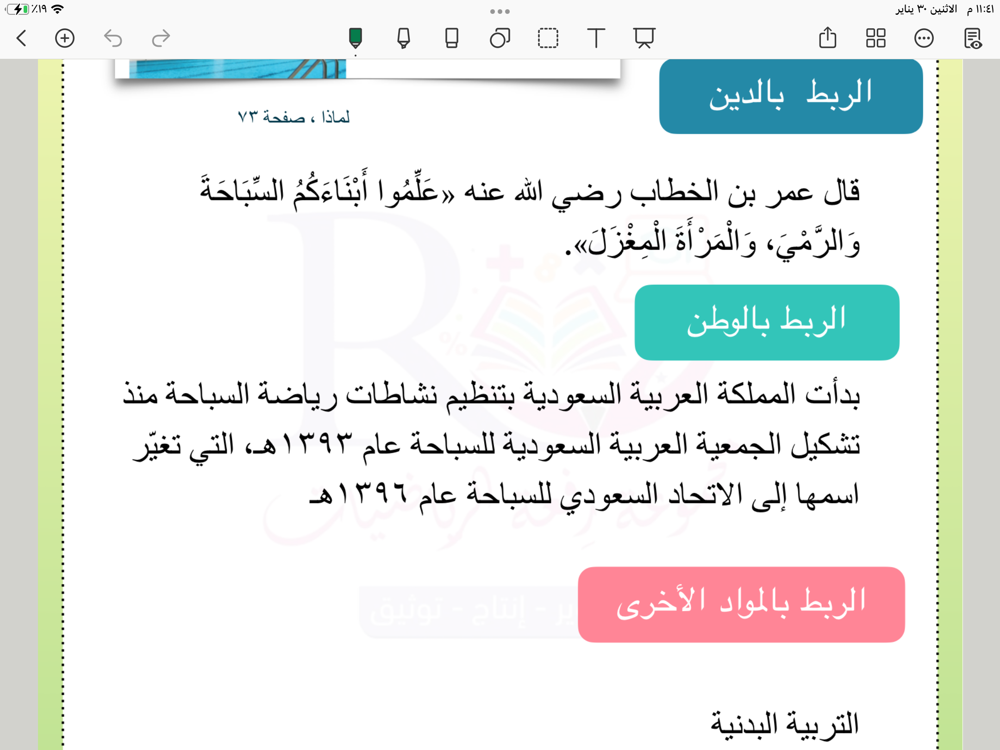 ١١:٤١ م الاثنين ٣٠ يناير
٪١٩
الربط بالدين
لماذا ، صفحة ٧٣
قال عمر بن الخطاب رضي الله عنه «عَلِّمُوا أَبْنَاءَكُمُ السِّبَاحَةَ
وَالرَّمْيَ، وَالْمَرْأَةَ الْمِغْزَلَ».
الربط بالوطن
بدأت المملكة العربية السعودية بتنظيم نشاطات رياضة السباحة منذ
تشكيل الجمعية العربية السعودية للسباحة عام ١٣٩٣هـ، التي تغيّر
اسمها إلى الاتحاد السعودي للسباحة عام ١٣٩٦هـ
مجموعة رفعة الرياضيات
الربط بالمواد الأخرى
ير - إنتاج - توثيق
التربية البدنية